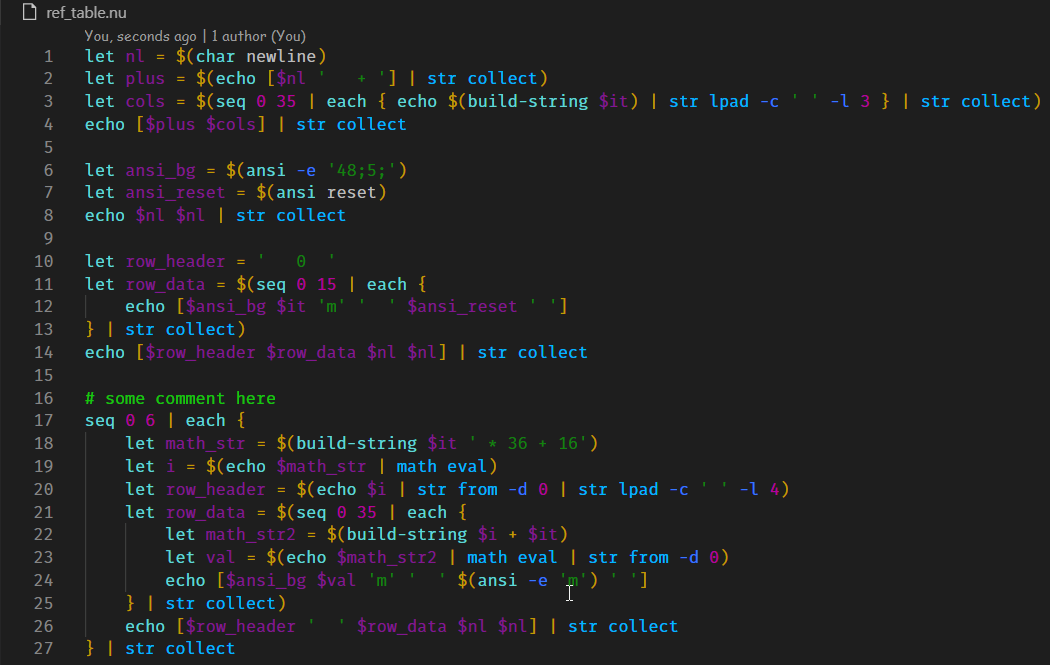 ref_table.nu
You, seconds ago | 1 author (You)
1 let nl = $(char newline)
2 let plus = $(echo [$nl '   + '] | str collect)
3 let cols = $(seq 0 35 | each { echo $(build-string $it) | str lpad -c ' ' -l 3 } | str collect)
4 echo [$plus $cols] | str collect
5
6 let ansi_bg = $(ansi -e '48;5;')
7 let ansi_reset = $(ansi reset)
8 echo $nl $nl | str collect
9
10 let row_header = '   0  '
11 let row_data = $(seq 0 15 | each {
12     echo [$ansi_bg $it 'm' '  ' $ansi_reset ' ']
13 } | str collect)
14 echo [$row_header $row_data $nl $nl] | str collect
15
16 # some comment here
17 seq 0 6 | each {
18     let math_str = $(build-string $it ' * 36 + 16')
19     let i = $(echo $math_str | math eval)
20     let row_header = $(echo $i | str from -d 0 | str lpad -c ' ' -l 4)
21     let row_data = $(seq 0 35 | each {
22         let math_str2 = $(build-string $i + $it)
23         let val = $(echo $math_str2 | math eval | str from -d 0)
24         echo [$ansi_bg $val 'm' '  ' $(ansi -e 'm') ' ']
25     } | str collect)
26     echo [$row_header '  ' $row_data $nl $nl] | str collect
27 } | str collect